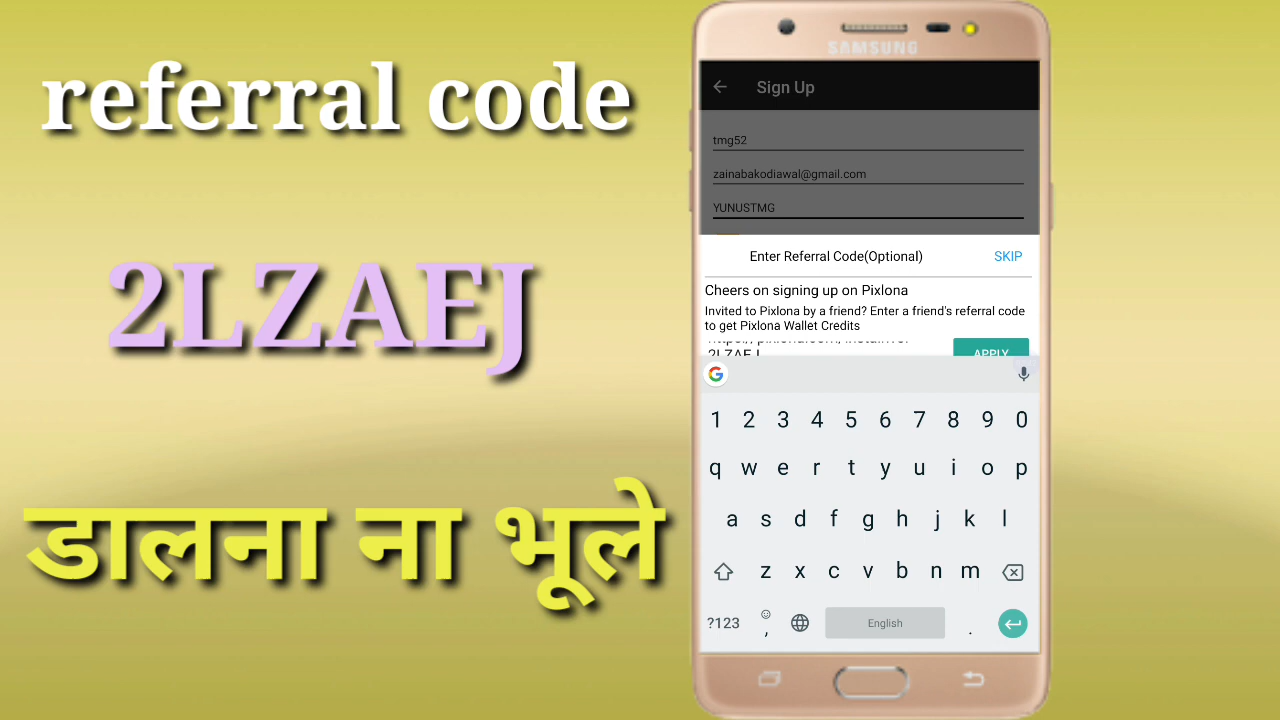 referral code
2LZAEJ
डालना ना भूले
SAMSUNG
Sign Up
tmg52
zainabakodiawal@gmail.com
YUNUSTMG
Enter Referral Code(Optional) SKIP
Cheers on signing up on Pixlona
Invited to Pixlona by a friend? Enter a friend's referral code
to get Pixlona Wallet Credits
2LZAEJ APPLY
1 2 3 4 5 6 7 8 9 0
q w e r t y u i o p
a s d f g h j k l
z x c v b n m
?123 , English .